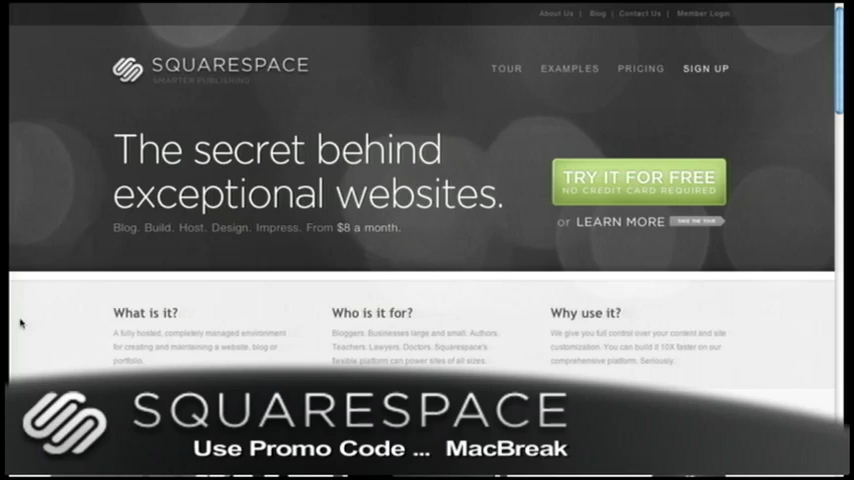 About Us | Blog | Contact Us | Member Login
SQUARESPACE
SMARTER PUBLISHING
TOUR EXAMPLES PRICING SIGN UP
The secret behind
exceptional websites.
Blog. Build. Host. Design. Impress. From $8 a month.
TRY IT FOR FREE
NO CREDIT CARD REQUIRED
or LEARN MORE TAKE THE TOUR
What is it?
A fully hosted, completely managed environment
for creating and maintaining a website, blog or
portfolio.
Who is it for?
Bloggers. Businesses large and small. Authors.
Teachers. Lawyers. Doctors. Squarespace's
flexible platform can power sites of all sizes.
Why use it?
We give you full control over your content and site
customization. You can build it 10X faster on our
comprehensive platform. Seriously.
SQUARESPACE
Use Promo Code ... MacBreak